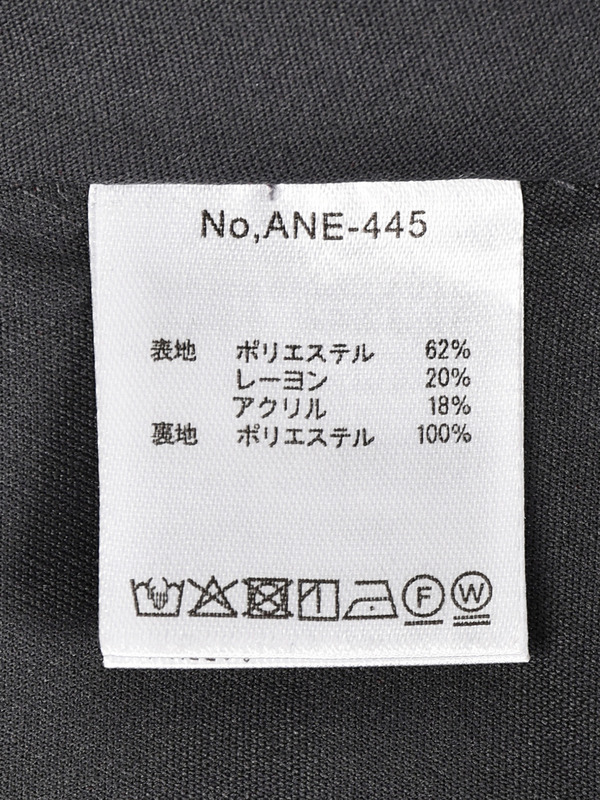 No,ANE-445
表地 ポリエステル 62%
レーヨン 20%
アクリル 18%
裏地 ポリエステル 100%
F W